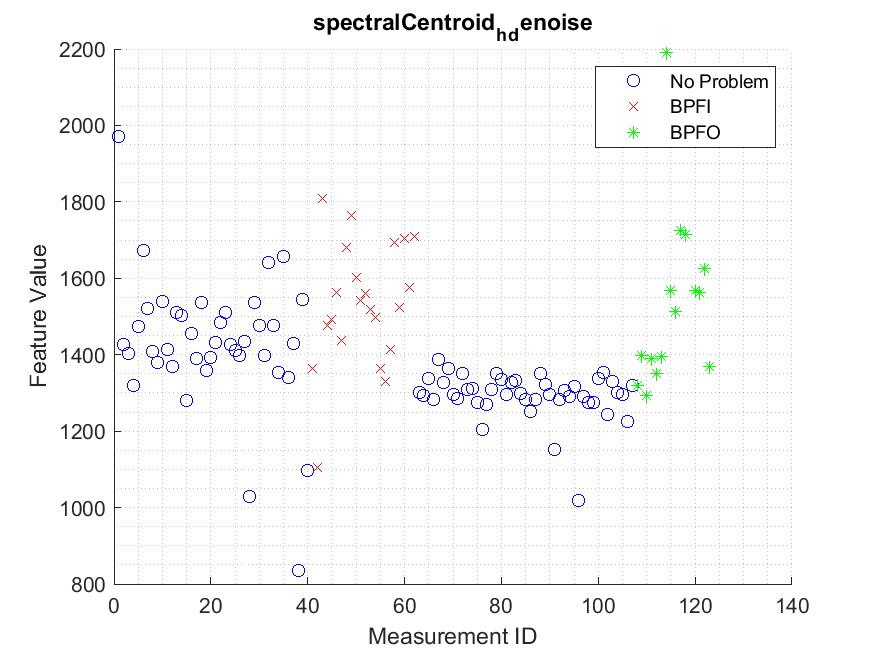 spectralCentroid_hdenoise
2200
2000
1800
1600
1400
1200
1000
800
Feature Value
No Problem
BPFI
BPFO
0 20 40 60 80 100 120 140
Measurement ID